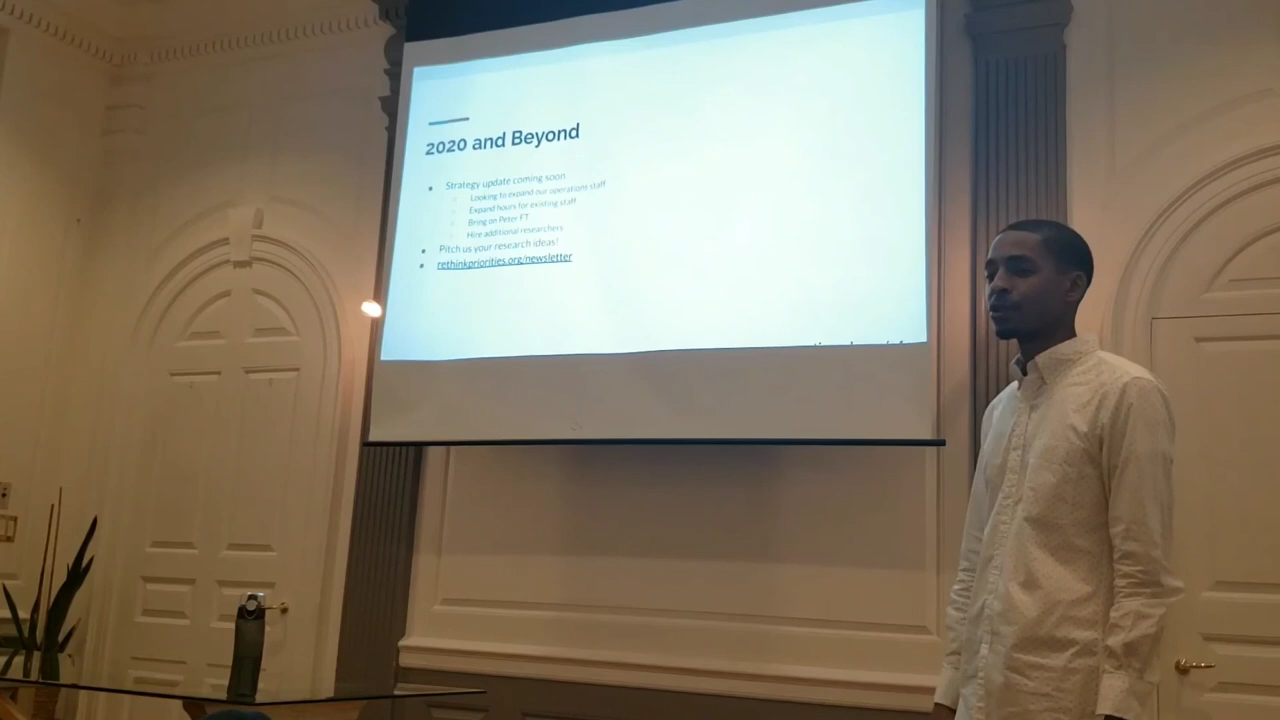 2020 and Beyond
Strategy update coming soon
Looking to expand our operations staff
Expand hours for existing staff
Bring on Peter FT
Hire additional researchers
Pitch us your research ideas!
rethinkpriorities.org/newsletter